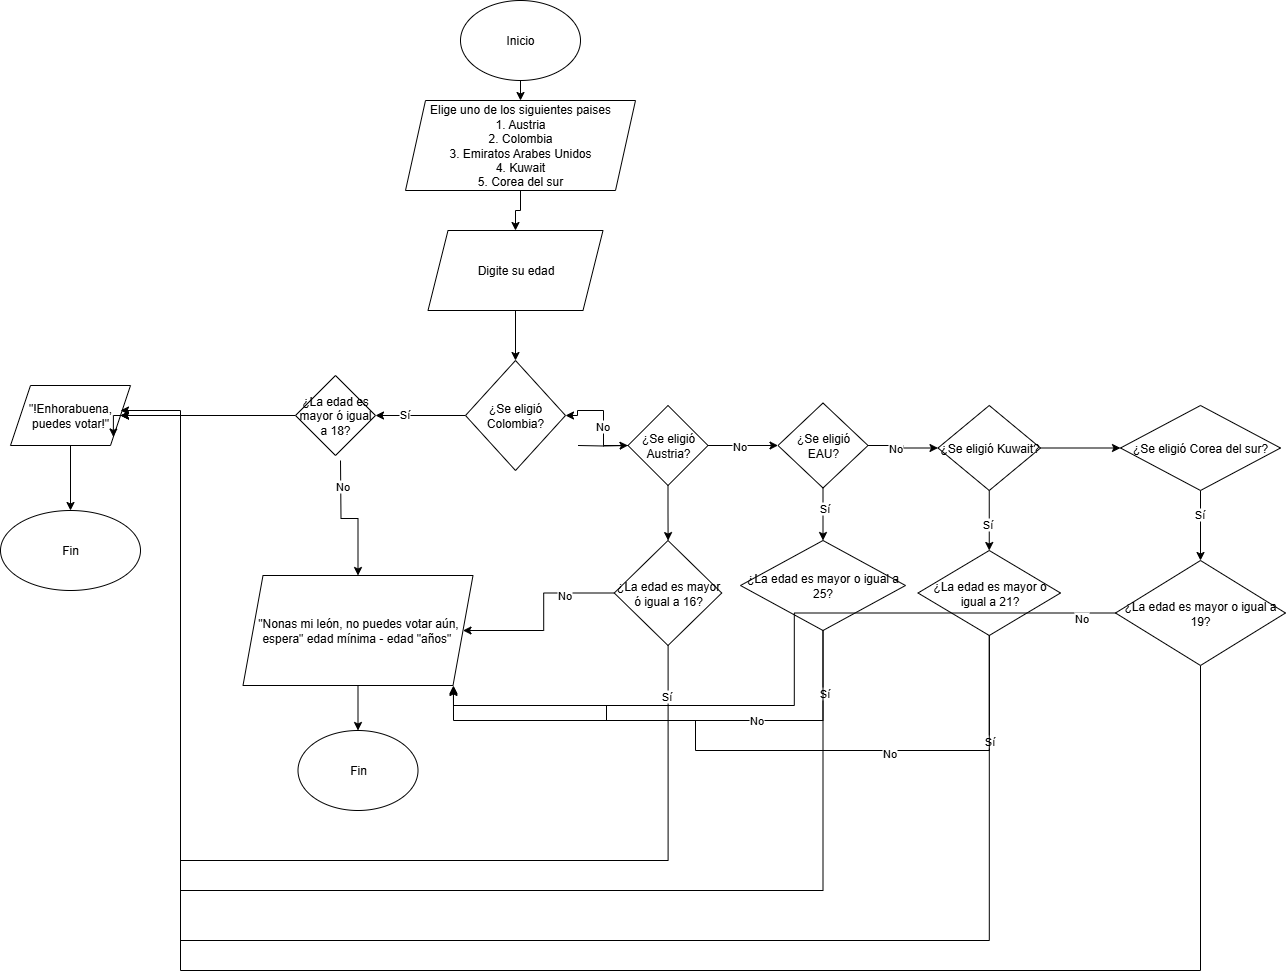 Inicio
Elige uno de los siguientes paises
1. Austria
2. Colombia
3. Emiratos Arabes Unidos
4. Kuwait
5. Corea del sur
Digite su edad
¿Se eligió
Colombia?
Sí
¿La edad es
mayor ó igual
a 18?
"!Enhorabuena,
puedes votar!"
Fin
No
¿Se eligió
Austria?
No
¿Se eligió
EAU?
No
¿Se eligió Kuwait?
¿Se eligió Corea del sur?
No
Sí
Sí
Sí
¿La edad es mayor
ó igual a 16?
¿La edad es mayor o igual a
25?
¿La edad es mayor o
igual a 21?
¿La edad es mayor o igual a
19?
No
No
"Nonas mi león, no puedes votar aún,
espera" edad mínima - edad "años"
Sí
Sí
No
Sí
No
Fin